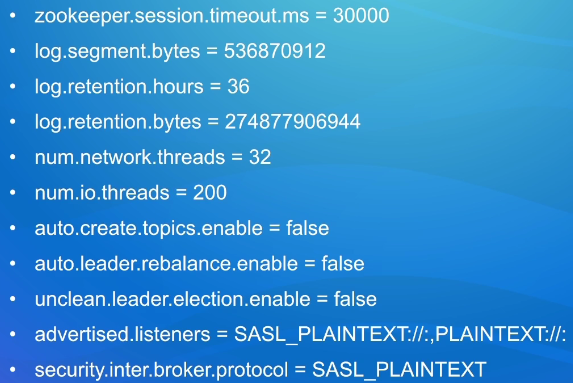 • zookeeper.session.timeout.ms = 30000
• log.segment.bytes = 536870912
• log.retention.hours = 36
• log.retention.bytes = 274877906944
• num.network.threads = 32
• num.io.threads = 200
• auto.create.topics.enable = false
• auto.leader.rebalance.enable = false
• unclean.leader.election.enable = false
• advertised.listeners = SASL_PLAINTEXT://:,PLAINTEXT://:
• security.inter.broker.protocol = SASL_PLAINTEXT